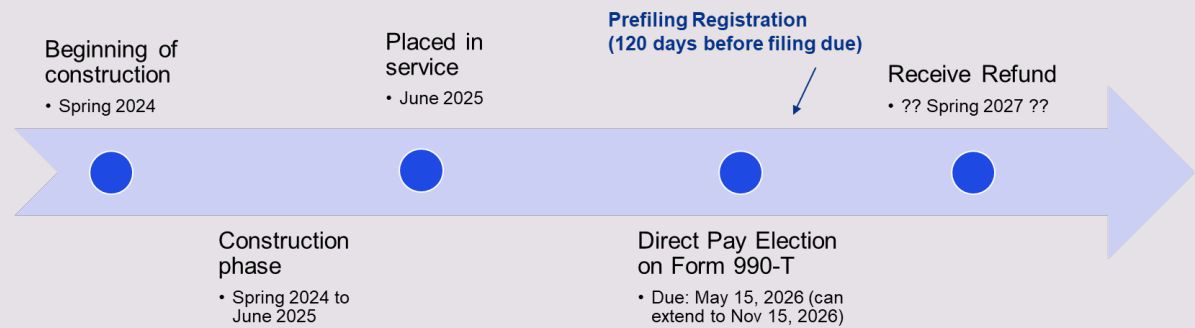 Beginning of
construction
• Spring 2024
Placed in
service
• June 2025
Prefiling Registration
(120 days before filing due)
Receive Refund
• ?? Spring 2027 ??
Construction
phase
• Spring 2024 to
June 2025
Direct Pay Election
on Form 990-T
• Due: May 15, 2026 (can
extend to Nov 15, 2026)